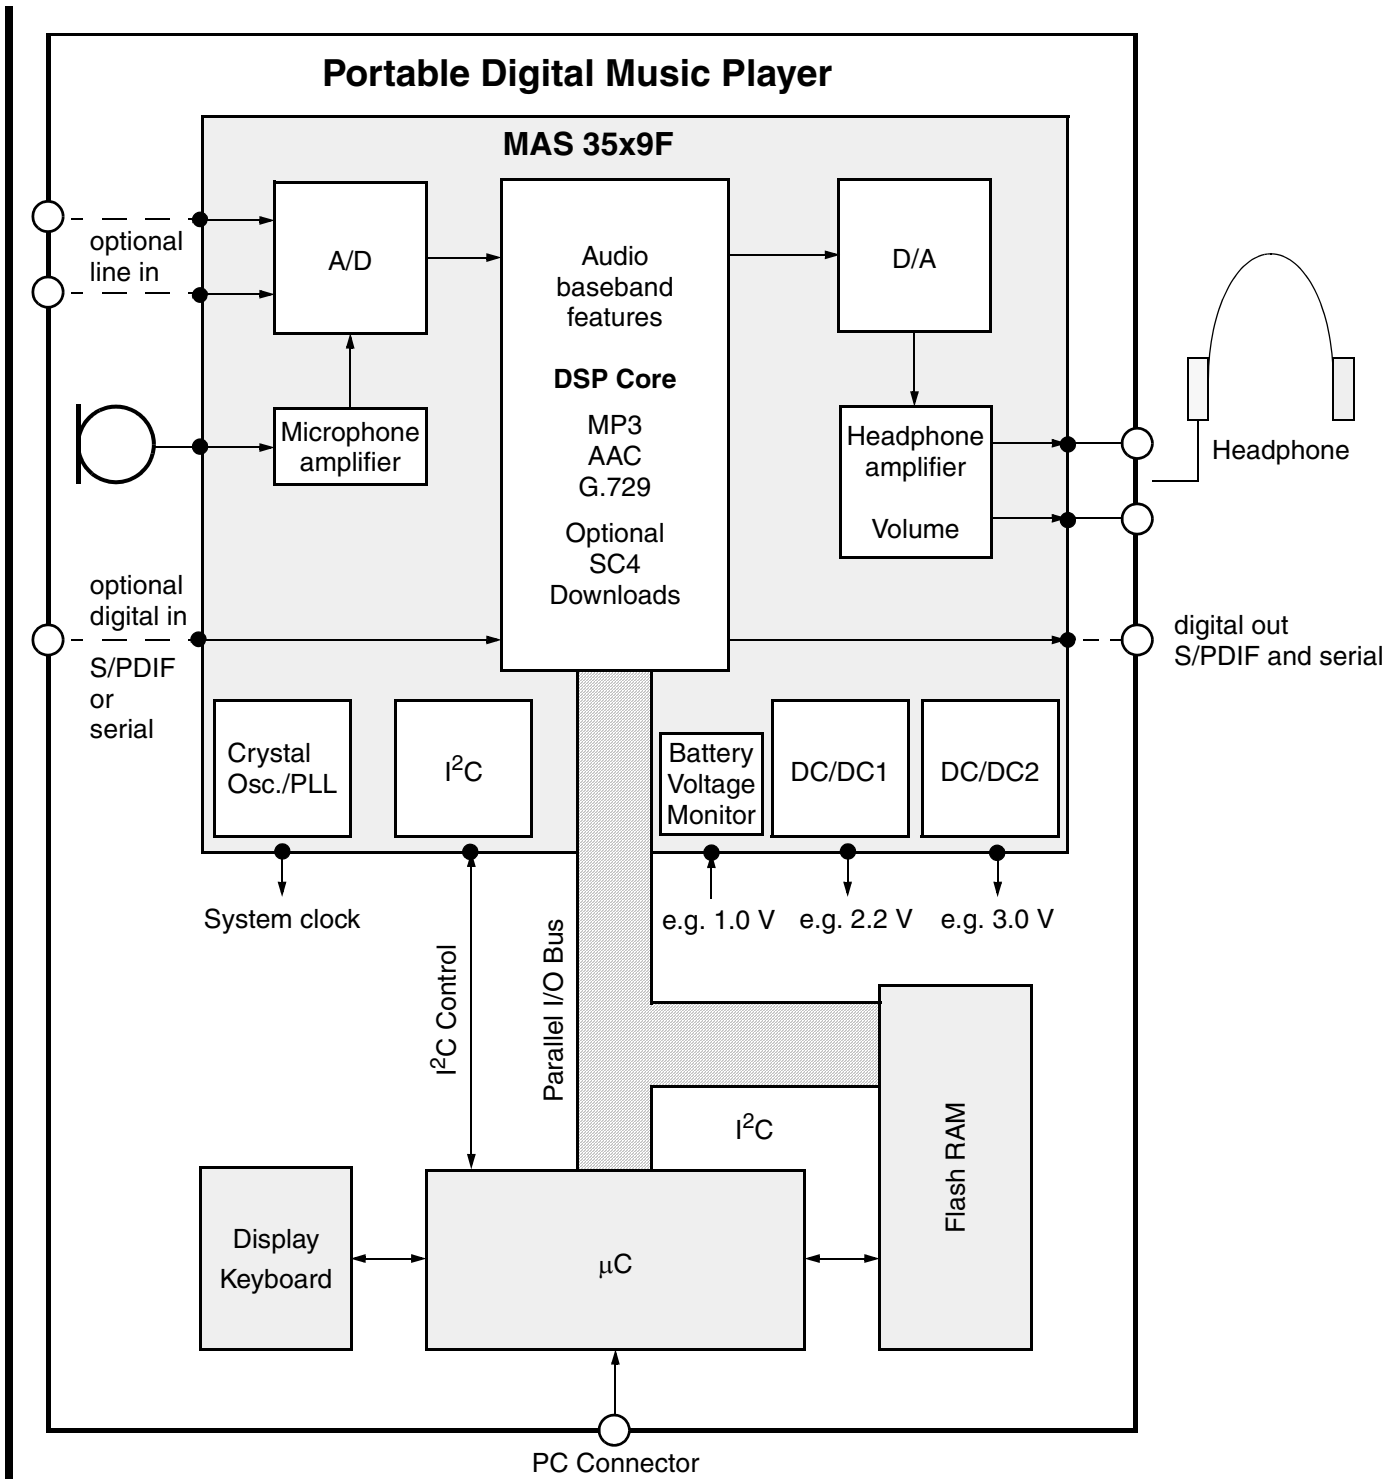 Portable Digital Music Player
MAS 35x9F
optional
line in
A/D
Audio
baseband
features
DSP Core
MP3
AAC
G.729
Optional
SC4
Downloads
D/A
Microphone
amplifier
Headphone
amplifier
Volume
Headphone
optional
digital in
S/PDIF
or
serial
digital out
S/PDIF and serial
Crystal
Osc./PLL
I²C
Battery
Voltage
Monitor
DC/DC1
DC/DC2
System clock
e.g. 1.0 V
e.g. 2.2 V
e.g. 3.0 V
I²C Control
Parallel I/O Bus
I²C
Flash RAM
Display
Keyboard
µC
PC Connector